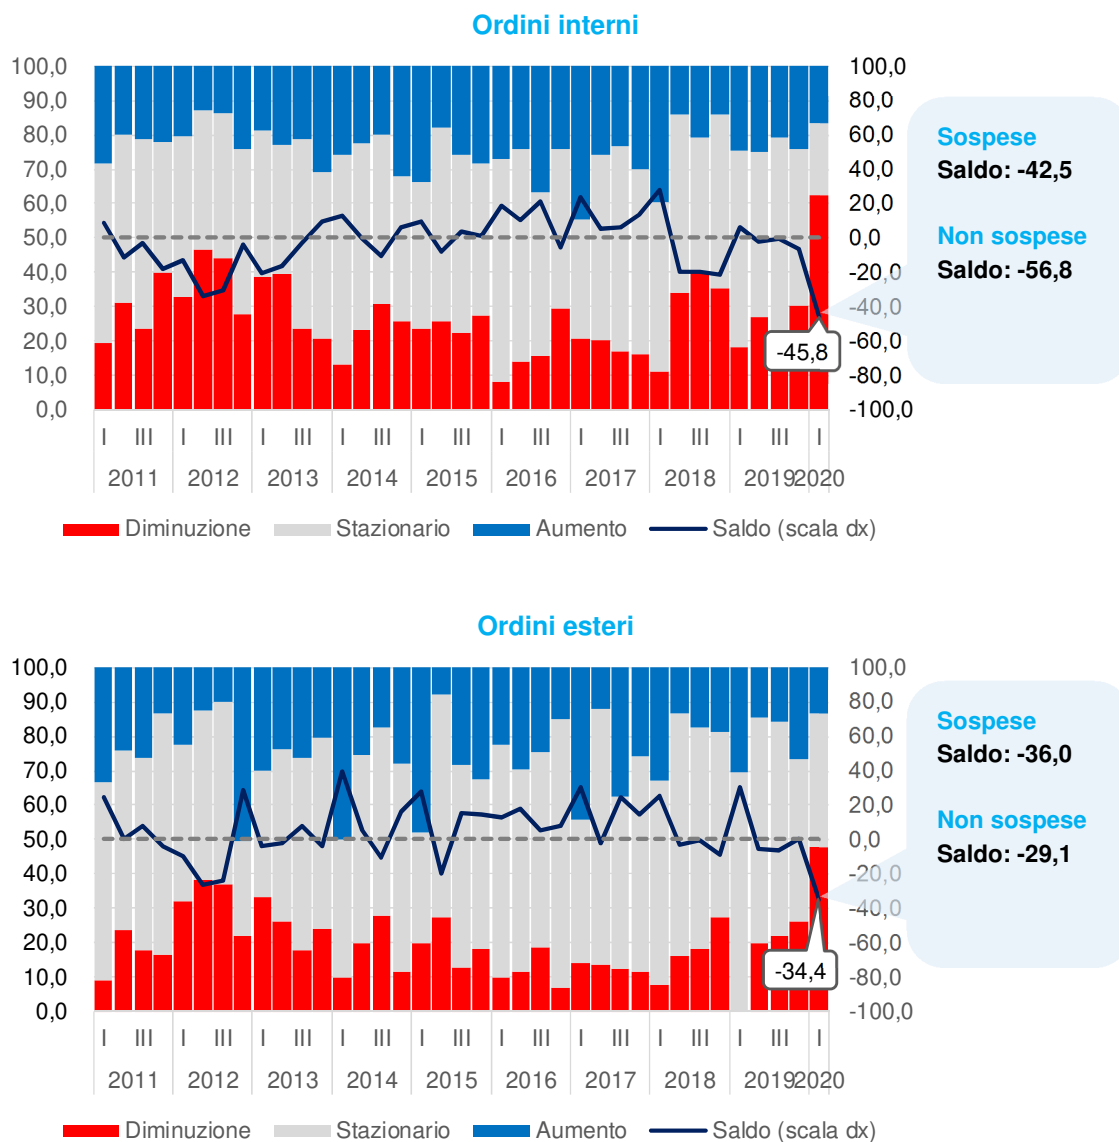 Ordini interni
100,0
90,0
80,0
70,0
60,0
50,0
40,0
30,0
20,0
10,0
0,0
100,0
80,0
60,0
40,0
20,0
0,0
-20,0
-40,0
-60,0
-80,0
-100,0
-45,8
Sospese
Saldo: -42,5
Non sospese
Saldo: -56,8
I III I III I III I III I III I III I III I III I III I
2011 2012 2013 2014 2015 2016 2017 2018 2019 2020
Diminuzione Stazionario Aumento Saldo (scala dx)
Ordini esteri
100,0
90,0
80,0
70,0
60,0
50,0
40,0
30,0
20,0
10,0
0,0
100,0
80,0
60,0
40,0
20,0
0,0
-20,0
-40,0
-60,0
-80,0
-100,0
-34,4
Sospese
Saldo: -36,0
Non sospese
Saldo: -29,1
I III I III I III I III I III I III I III I III I III I
2011 2012 2013 2014 2015 2016 2017 2018 2019 2020
Diminuzione Stazionario Aumento Saldo (scala dx)